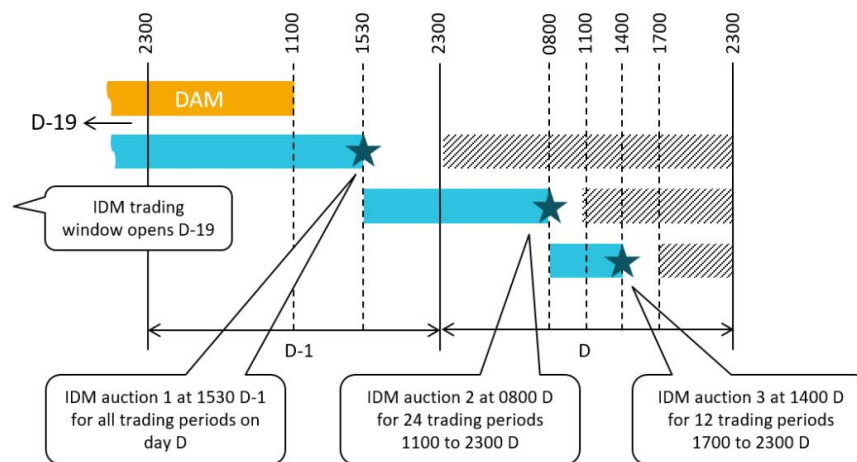 2300
1100
1530
2300
0800
1100
1400
1700
2300
DAM
D-19
IDM trading
window opens D-19
D-1
D
IDM auction 1 at 1530 D-1
for all trading periods on
day D
IDM auction 2 at 0800 D
for 24 trading periods
1100 to 2300 D
IDM auction 3 at 1400 D
for 12 trading periods
1700 to 2300 D